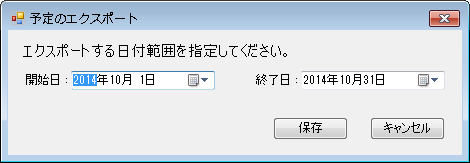 予定のエクスポート
エクスポートする日付範囲を指定してください。
開始日： 2014年10月 1日 終了日： 2014年10月31日
保存 キャンセル